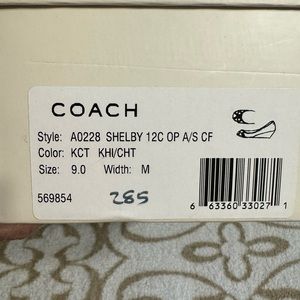 COACH
Style: A0228 SHELBY 12C OP A/S CF
Color: KCT KHI/CHT
Size: 9.0 Width: M
569854
285
6 63360 33027 1